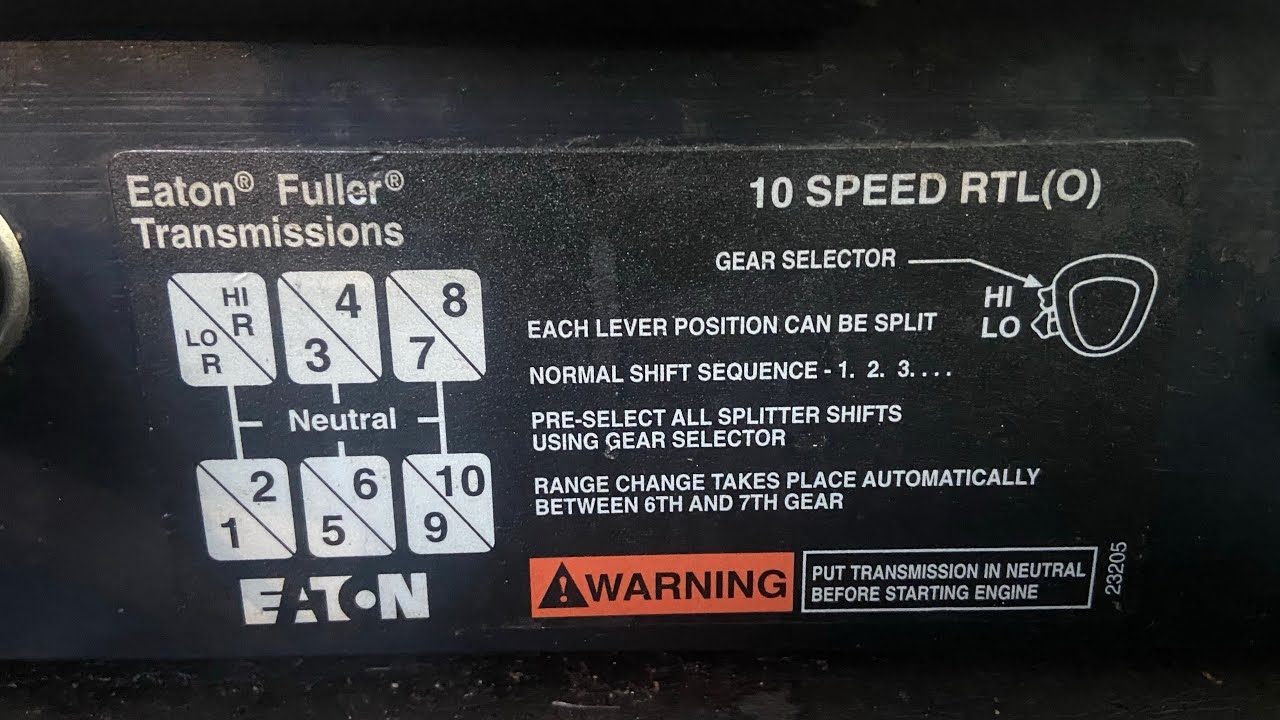 Eaton® Fuller®
Transmissions
10 SPEED RTL(O)
GEAR SELECTOR
HI
LO
HI
R
LO
R
4
3
8
7
Neutral
2
1
6
5
10
9
EATON
EACH LEVER POSITION CAN BE SPLIT
NORMAL SHIFT SEQUENCE - 1. 2. 3. . . .
PRE-SELECT ALL SPLITTER SHIFTS
USING GEAR SELECTOR
RANGE CHANGE TAKES PLACE AUTOMATICALLY
BETWEEN 6TH AND 7TH GEAR
WARNING
PUT TRANSMISSION IN NEUTRAL
BEFORE STARTING ENGINE
23205